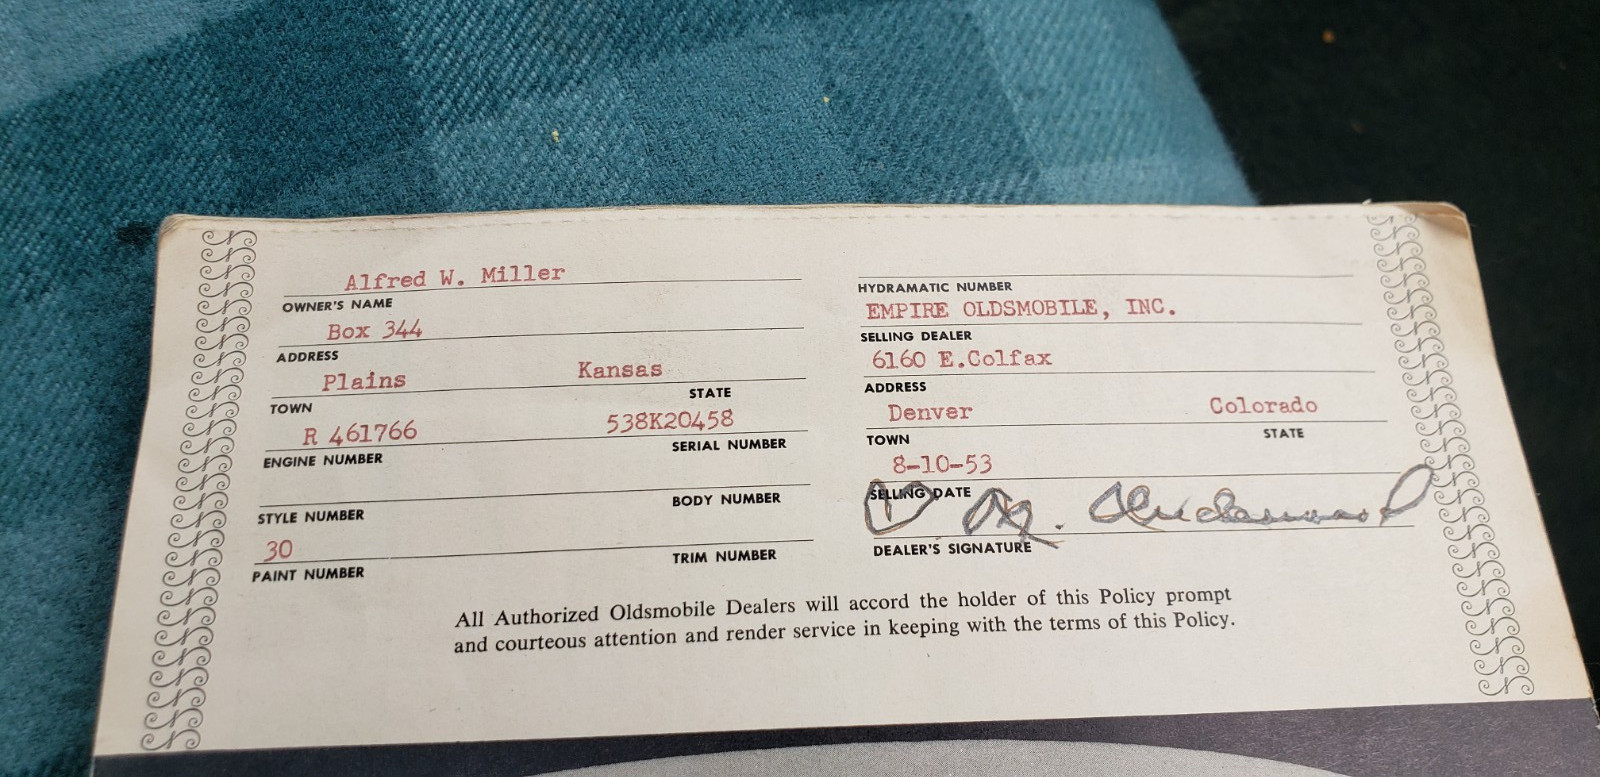 Alfred W. Miller
OWNER'S NAME
Box 344
ADDRESS
Plains Kansas
TOWN STATE
R 461766 538K20458
ENGINE NUMBER SERIAL NUMBER
STYLE NUMBER BODY NUMBER
30
PAINT NUMBER TRIM NUMBER
HYDRAMATIC NUMBER
EMPIRE OLDSMOBILE, INC.
SELLING DEALER
6160 E.Colfax
ADDRESS
Denver Colorado
TOWN STATE
8-10-53
SELLING DATE
DEALER'S SIGNATURE
All Authorized Oldsmobile Dealers will accord the holder of this Policy prompt
and courteous attention and render service in keeping with the terms of this Policy.